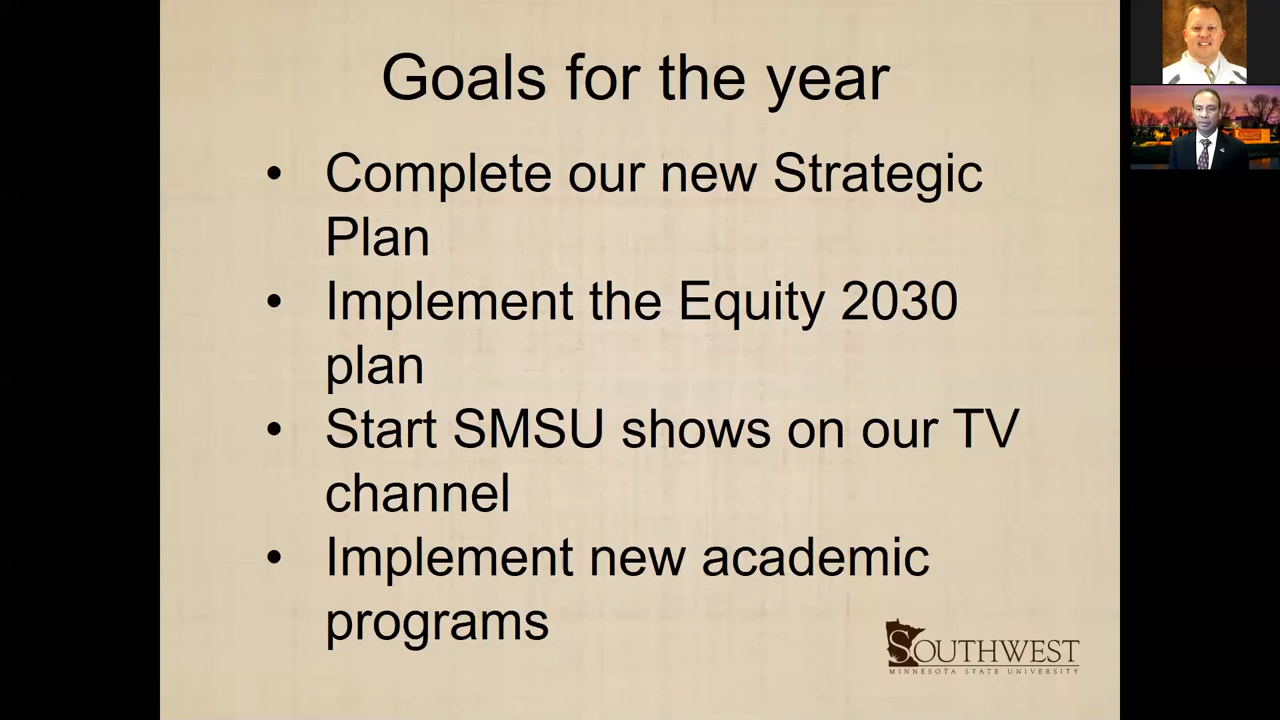 Goals for the year
• Complete our new Strategic
Plan
• Implement the Equity 2030
plan
• Start SMSU shows on our TV
channel
• Implement new academic
programs
SOUTHWEST
MINNESOTA STATE UNIVERSITY